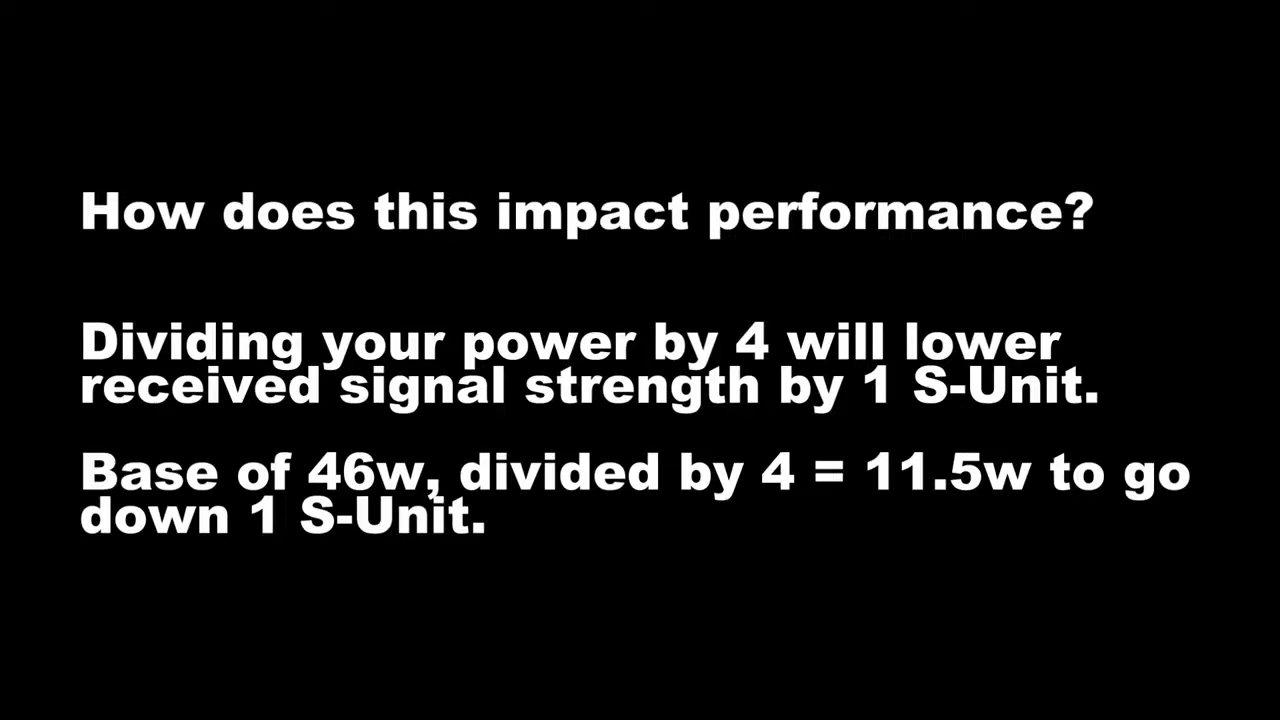 How does this impact performance?
Dividing your power by 4 will lower
received signal strength by 1 S-Unit.
Base of 46w, divided by 4 = 11.5w to go
down 1 S-Unit.